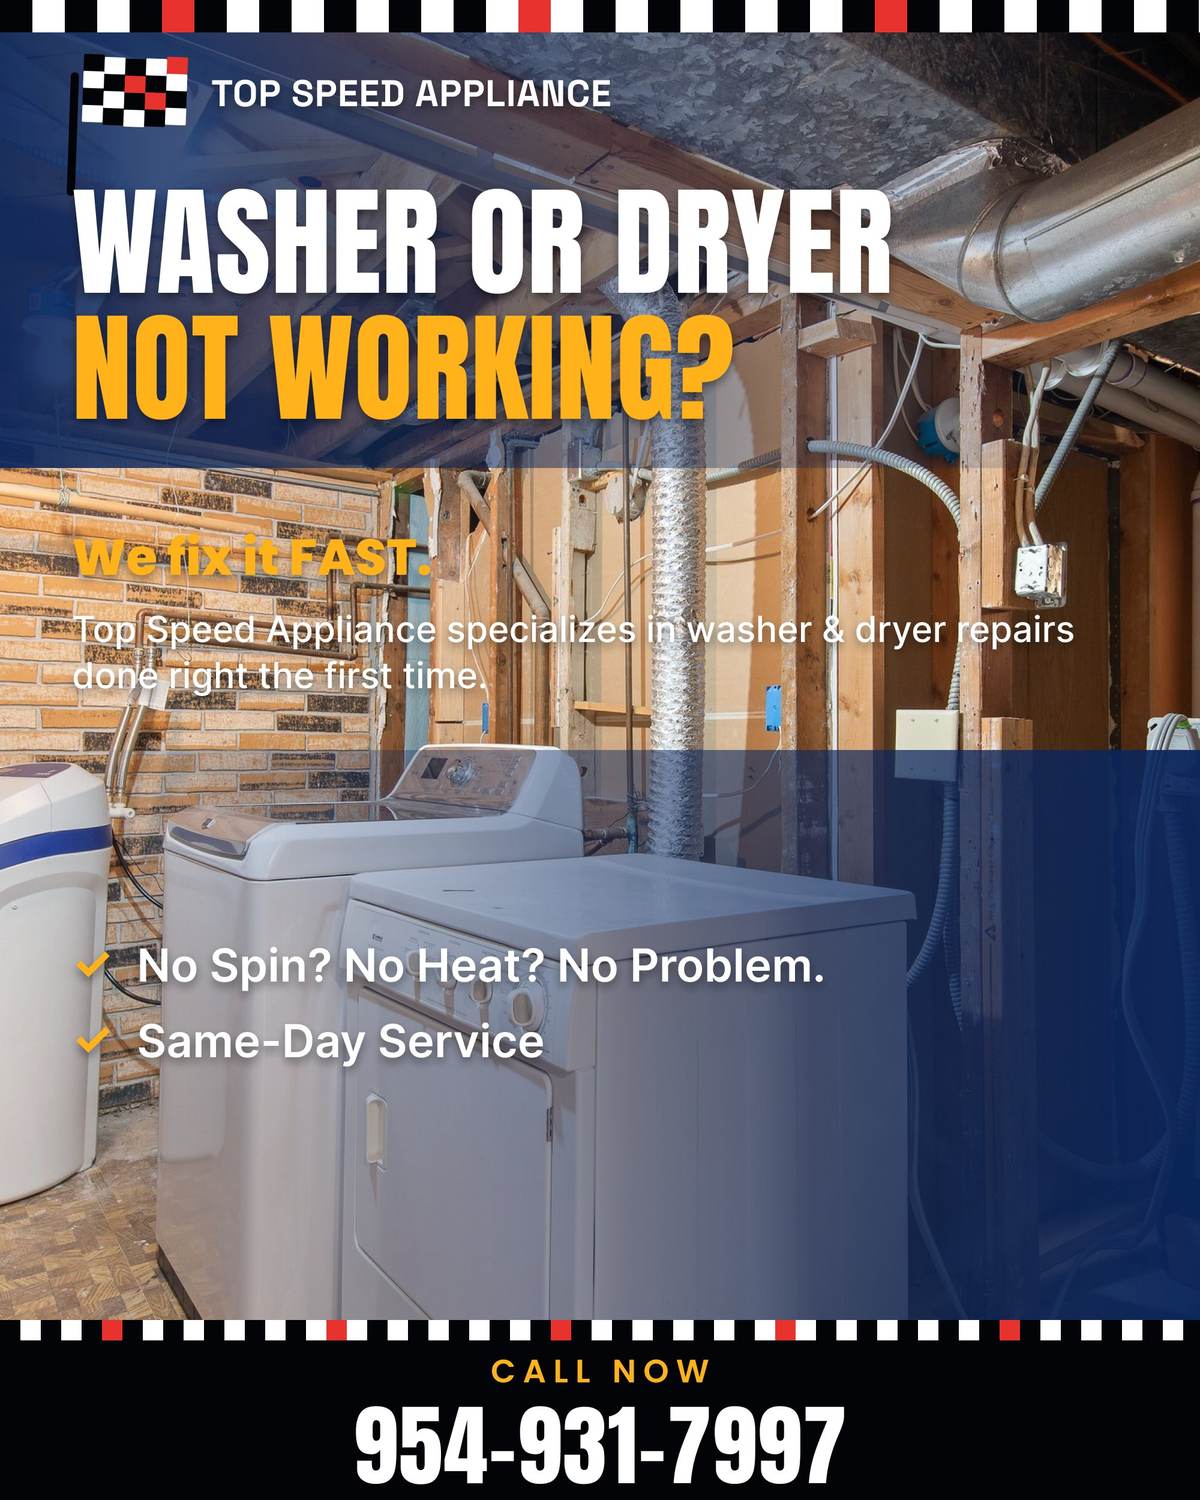 TOP SPEED APPLIANCE
WASHER OR DRYER
NOT WORKING?
We fix it FAST.
Top Speed Appliance specializes in washer & dryer repairs
done right the first time.
No Spin? No Heat? No Problem.
Same-Day Service
CALL NOW
954-931-7997